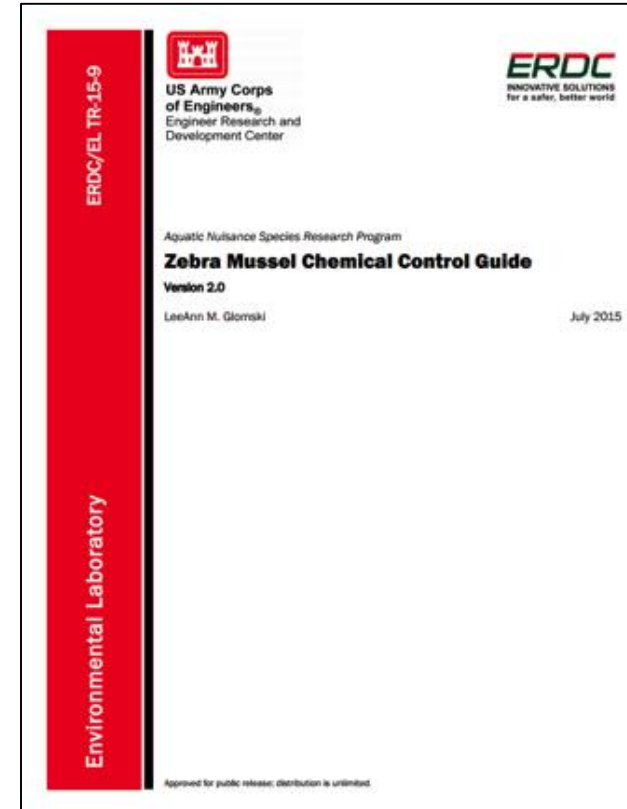 ERDC/EL TR-15-9
Environmental Laboratory
US Army Corps
of Engineers®
Engineer Research and
Development Center
ERDC
INNOVATIVE SOLUTIONS
for a safer, better world
Aquatic Nuisance Species Research Program
Zebra Mussel Chemical Control Guide
Version 2.0
LeeAnn M. Glomski
July 2015
Approved for public release; distribution is unlimited.